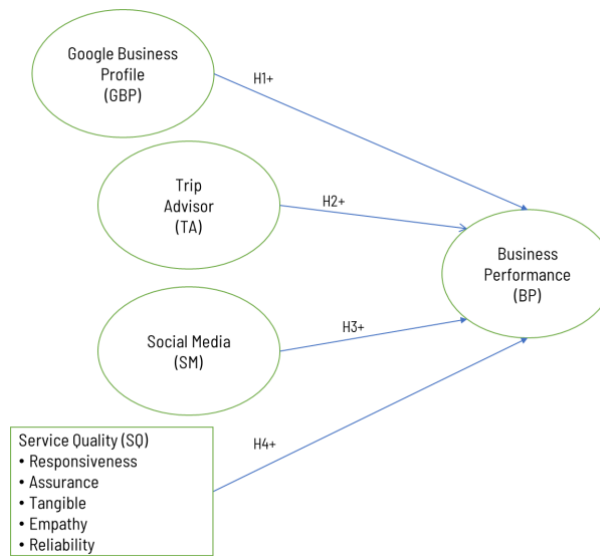 Google Business
Profile
(GBP)
H1+
Trip
Advisor
(TA)
H2+
Business
Performance
(BP)
Social Media
(SM)
H3+
H4+
Service Quality (SQ)
• Responsiveness
• Assurance
• Tangible
• Empathy
• Reliability